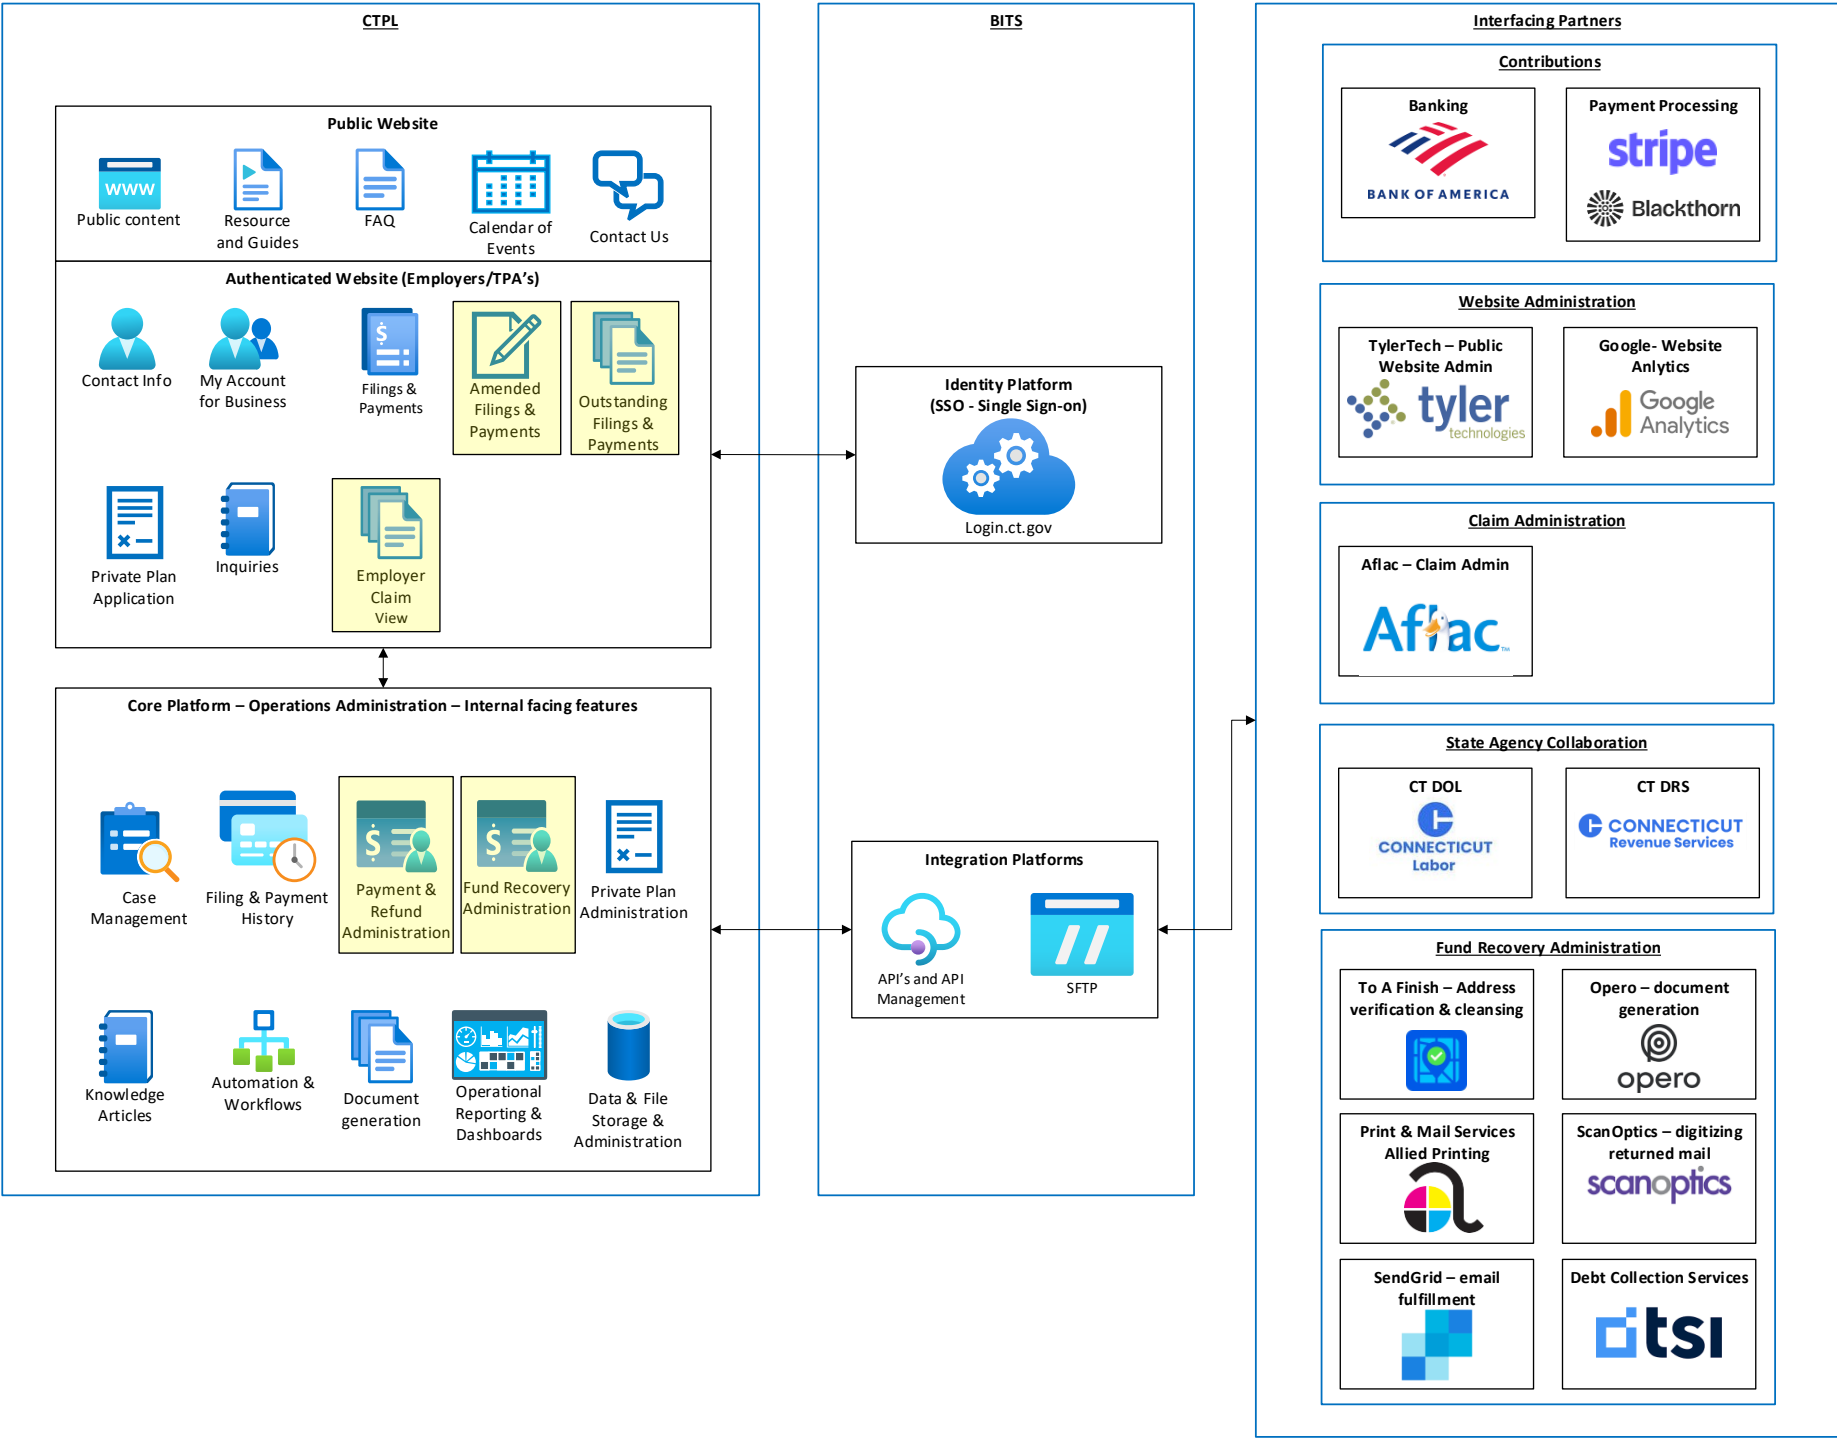 CTPL
Public Website
www
Public content
Resource
and Guides
FAQ
Calendar of
Events
Contact Us
Authenticated Website (Employers/TPA's)
Contact Info
My Account
for Business
$
Filings &
Payments
Amended
Filings &
Payments
Outstanding
Filings &
Payments
Private Plan
Application
Inquiries
Employer
Claim
View
Core Platform – Operations Administration – Internal facing features
Case
Management
Filing & Payment
History
$
Payment &
Refund
Administration
$
Fund Recovery
Administration
Private Plan
Administration
Knowledge
Articles
Automation &
Workflows
Document
generation
Operational
Reporting &
Dashboards
Data & File
Storage &
Administration
BITS
Identity Platform
(SSO - Single Sign-on)
Login.ct.gov
Integration Platforms
API's and API
Management
SFTP
Interfacing Partners
Contributions
Banking
BANK OF AMERICA
Payment Processing
stripe
Blackthorn
Website Administration
TylerTech – Public
Website Admin
tyler
technologies
Google- Website
Anlytics
Google
Analytics
Claim Administration
Aflac – Claim Admin
Aflac™
State Agency Collaboration
CT DOL
CONNECTICUT
Labor
CT DRS
CONNECTICUT
Revenue Services
Fund Recovery Administration
To A Finish – Address
verification & cleansing
Opero – document
generation
opero
Print & Mail Services
Allied Printing
ScanOptics – digitizing
returned mail
scanoptics
SendGrid – email
fulfillment
Debt Collection Services
tsi